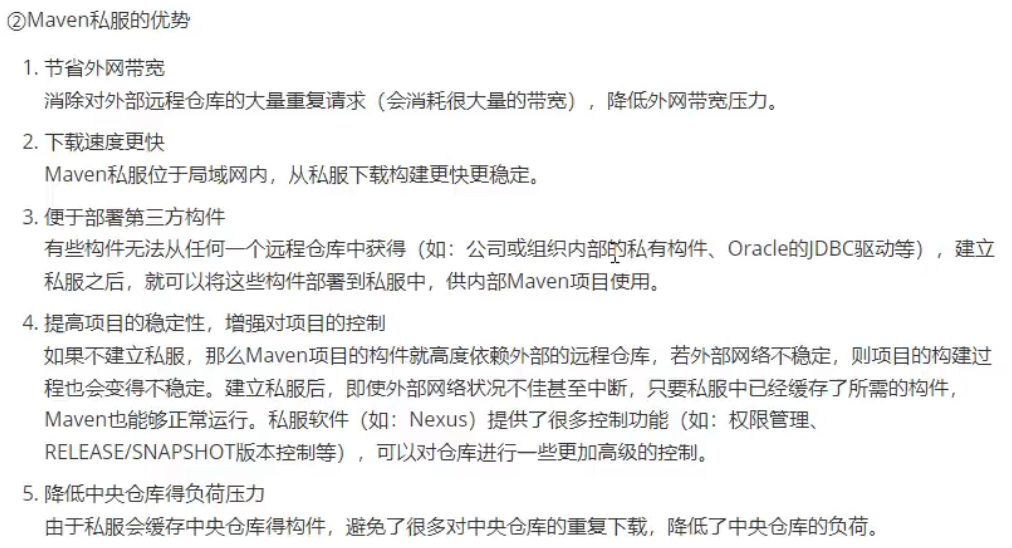 ②Maven私服的优势
1. 节省外网带宽
消除对外部远程仓库的大量重复请求（会消耗很大量的带宽），降低外网带宽压力。
2. 下载速度更快
Maven私服位于局域网内，从私服下载构建更快更稳定。
3. 便于部署第三方构件
有些构件无法从任何一个远程仓库中获得（如：公司或组织内部的私有构件、Oracle的JDBC驱动等），建立
私服之后，就可以将这些构件部署到私服中，供内部Maven项目使用。
4. 提高项目的稳定性，增强对项目的控制
如果不建立私服，那么Maven项目的构件就高度依赖外部的远程仓库，若外部网络不稳定，则项目的构建过
程也会变得不稳定。建立私服后，即使外部网络状况不佳甚至中断，只要私服中已经缓存了所需的构件，
Maven也能够正常运行。私服软件（如：Nexus）提供了很多控制功能（如：权限管理、
RELEASE/SNAPSHOT版本控制等），可以对仓库进行一些更加高级的控制。
5. 降低中央仓库得负荷压力
由于私服会缓存中央仓库得构件，避免了很多对中央仓库的重复下载，降低了中央仓库的负荷。